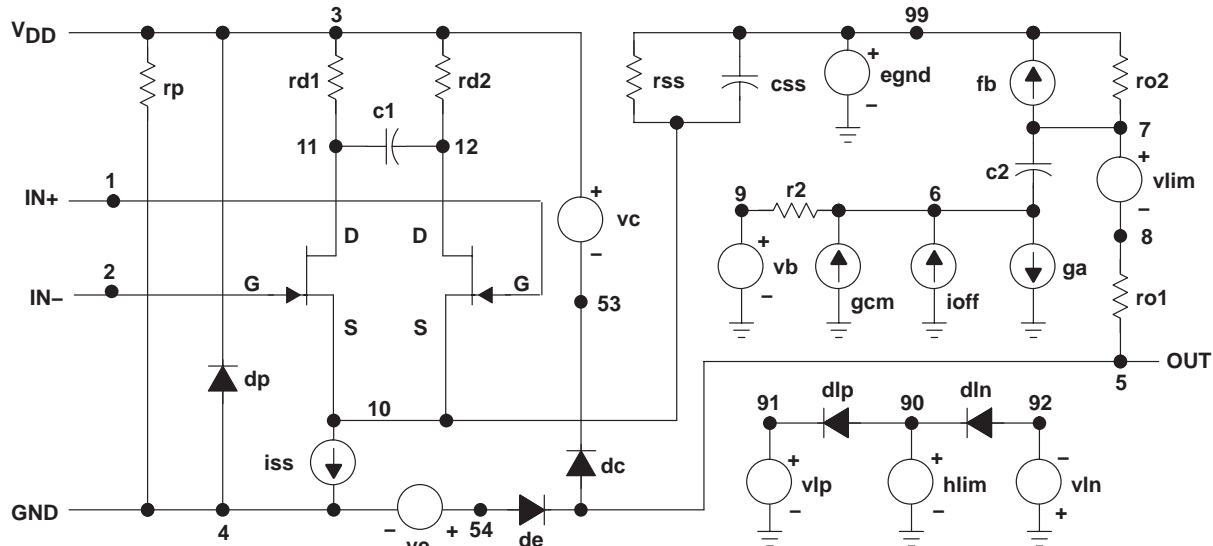 3
99
VDD
rp
rd1
rd2
rss
css
+
egnd
−
fb
ro2
c1
11
12
7
1
IN+
+
vc
−
c2
+
vlim
−
9
r2
6
8
D
D
2
IN−
G
G
+
vb
−
gcm
ioff
ga
53
ro1
S
S
dp
OUT
5
10
91
dlp
90
dln
92
iss
dc
+
vlp
−
+
hlim
−
−
vln
+
GND
4
−
+
54
de